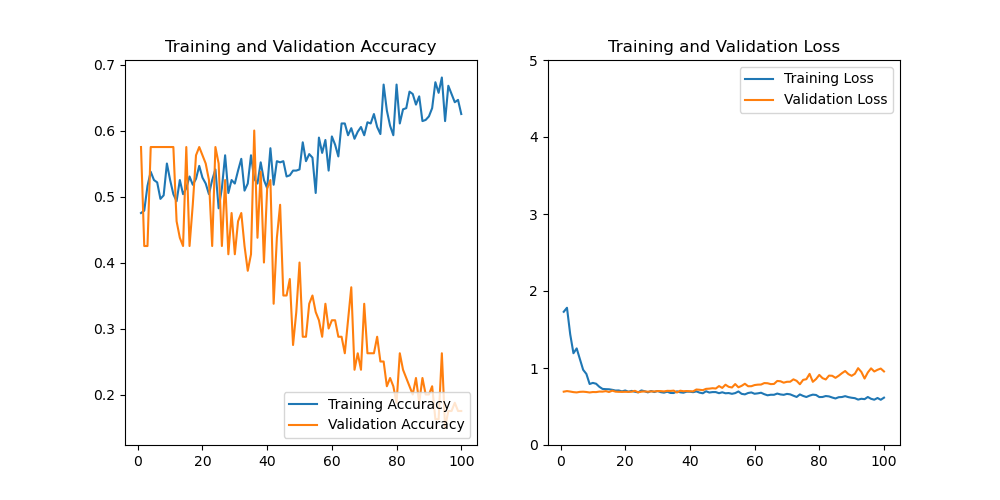 Training and Validation Accuracy
0.7
0.6
0.5
0.4
0.3
0.2
0 20 40 60 80 100
Training Accuracy
Validation Accuracy
Training and Validation Loss
5
4
3
2
1
0
0 20 40 60 80 100
Training Loss
Validation Loss